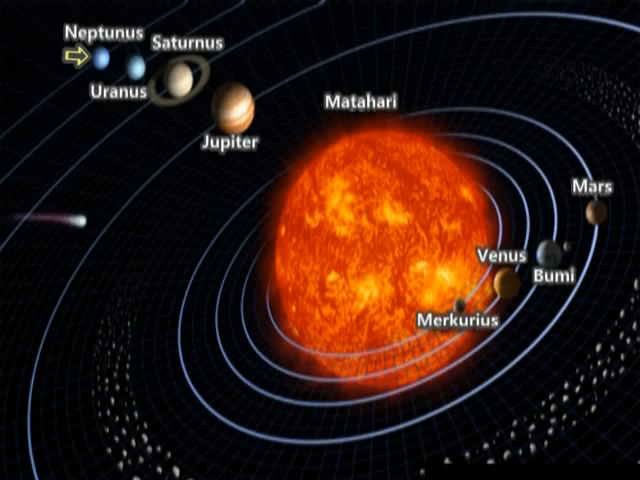 Neptunus
Saturnus
Uranus
Jupiter
Matahari
Mars
Venus
Bumi
Merkurius